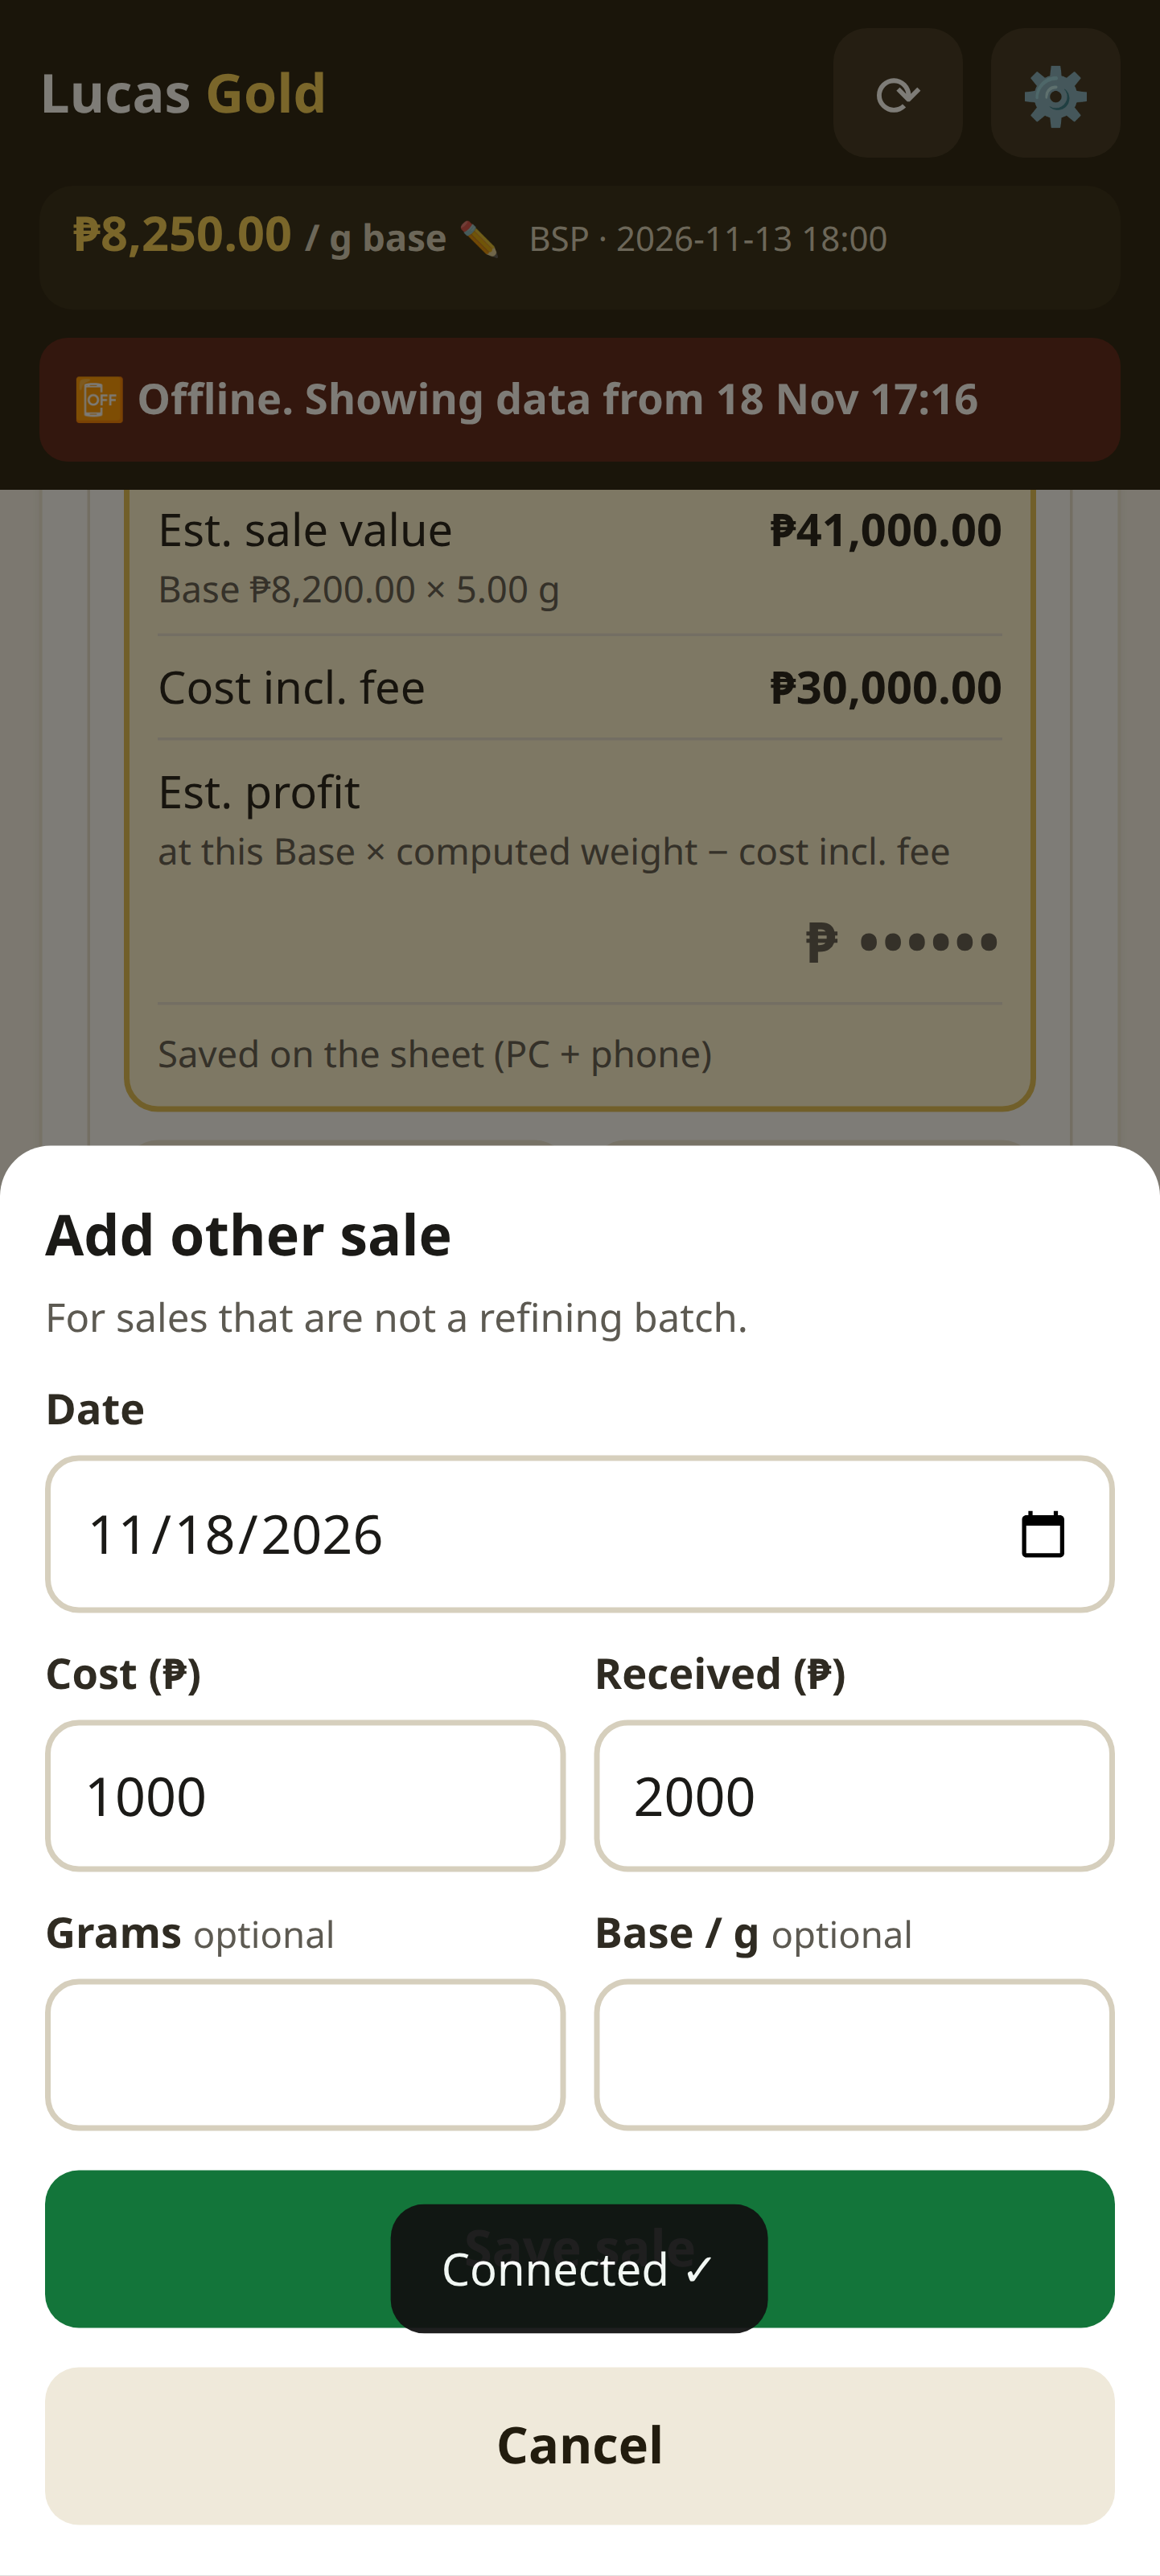 Lucas Gold
₱8,250.00 / g base BSP · 2026-11-13 18:00
OFF Offline. Showing data from 18 Nov 17:16
Est. sale value ₱41,000.00
Base ₱8,200.00 × 5.00 g
Cost incl. fee ₱30,000.00
Est. profit
at this Base × computed weight − cost incl. fee
₱ ••••••
Saved on the sheet (PC + phone)
Add other sale
For sales that are not a refining batch.
Date
11/18/2026
Cost (₱) Received (₱)
1000 2000
Grams optional Base / g optional
Save sale
Connected ✓
Cancel